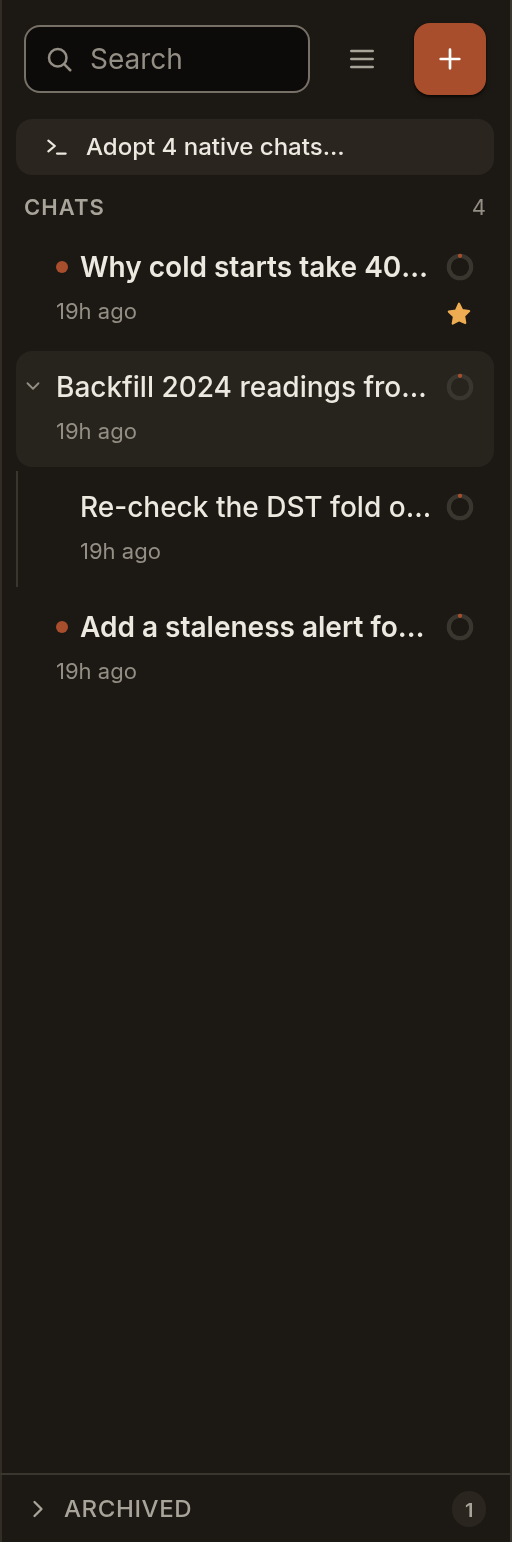 Search
Adopt 4 native chats...
CHATS
4
Why cold starts take 40...
19h ago
Backfill 2024 readings fro...
19h ago
Re-check the DST fold o...
19h ago
Add a staleness alert fo...
19h ago
ARCHIVED
1